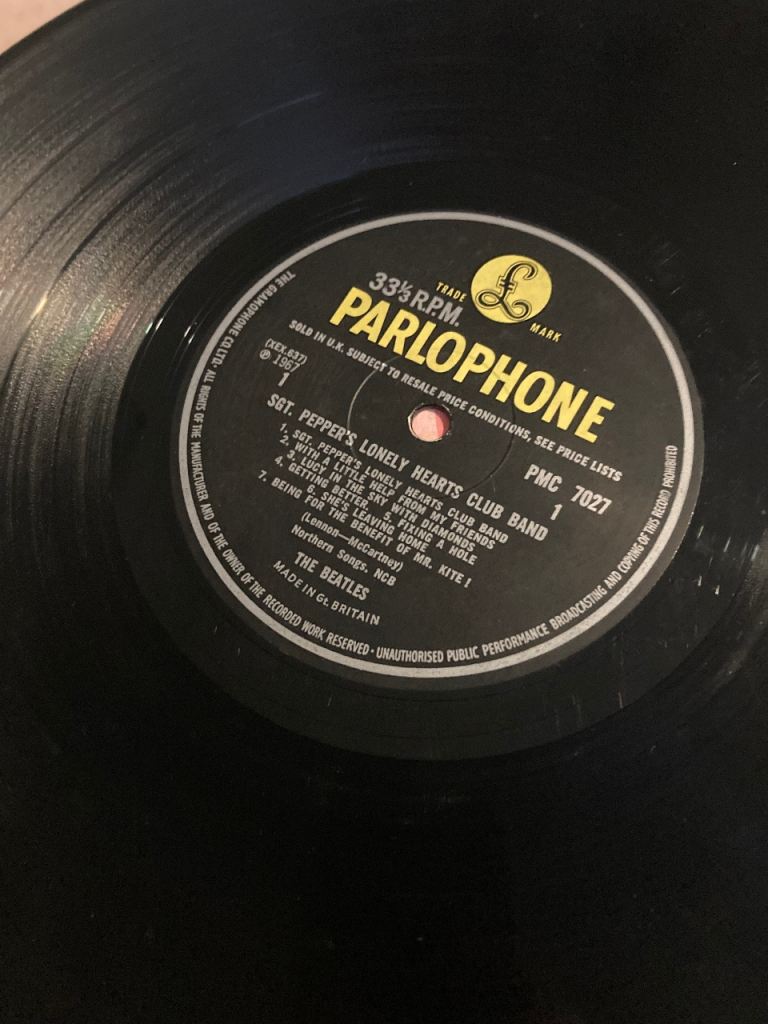 £
TRADE MARK
33⅓ R.P.M.
PARLOPHONE
SOLD IN U.K. SUBJECT TO RESALE PRICE CONDITIONS, SEE PRICE LISTS
(XEX.637)
℗ 1967
1
PMC 7027
1
SGT. PEPPER'S LONELY HEARTS CLUB BAND
1. SGT. PEPPER'S LONELY HEARTS CLUB BAND
2. WITH A LITTLE HELP FROM MY FRIENDS
3. LUCY IN THE SKY WITH DIAMONDS
4. GETTING BETTER. 5. FIXING A HOLE
6. SHE'S LEAVING HOME
7. BEING FOR THE BENEFIT OF MR. KITE!
(Lennon—McCartney)
Northern Songs, NCB
THE BEATLES
MADE IN Gt. BRITAIN
THE GRAMOPHONE CO LTD · ALL RIGHTS OF THE MANUFACTURER AND OF THE OWNER OF THE RECORDED WORK RESERVED · UNAUTHORISED PUBLIC PERFORMANCE BROADCASTING AND COPYING OF THIS RECORD PROHIBITED